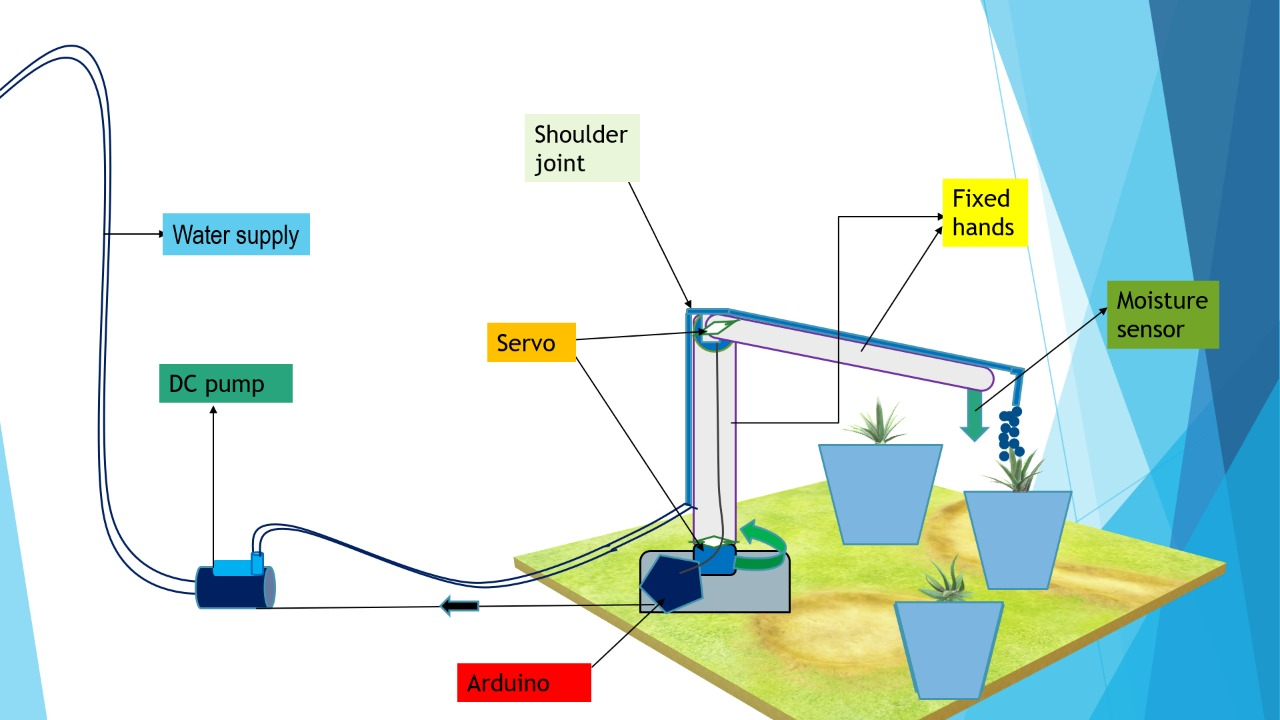 Shoulder
joint
Fixed
hands
Water supply
Moisture
sensor
Servo
DC pump
Arduino